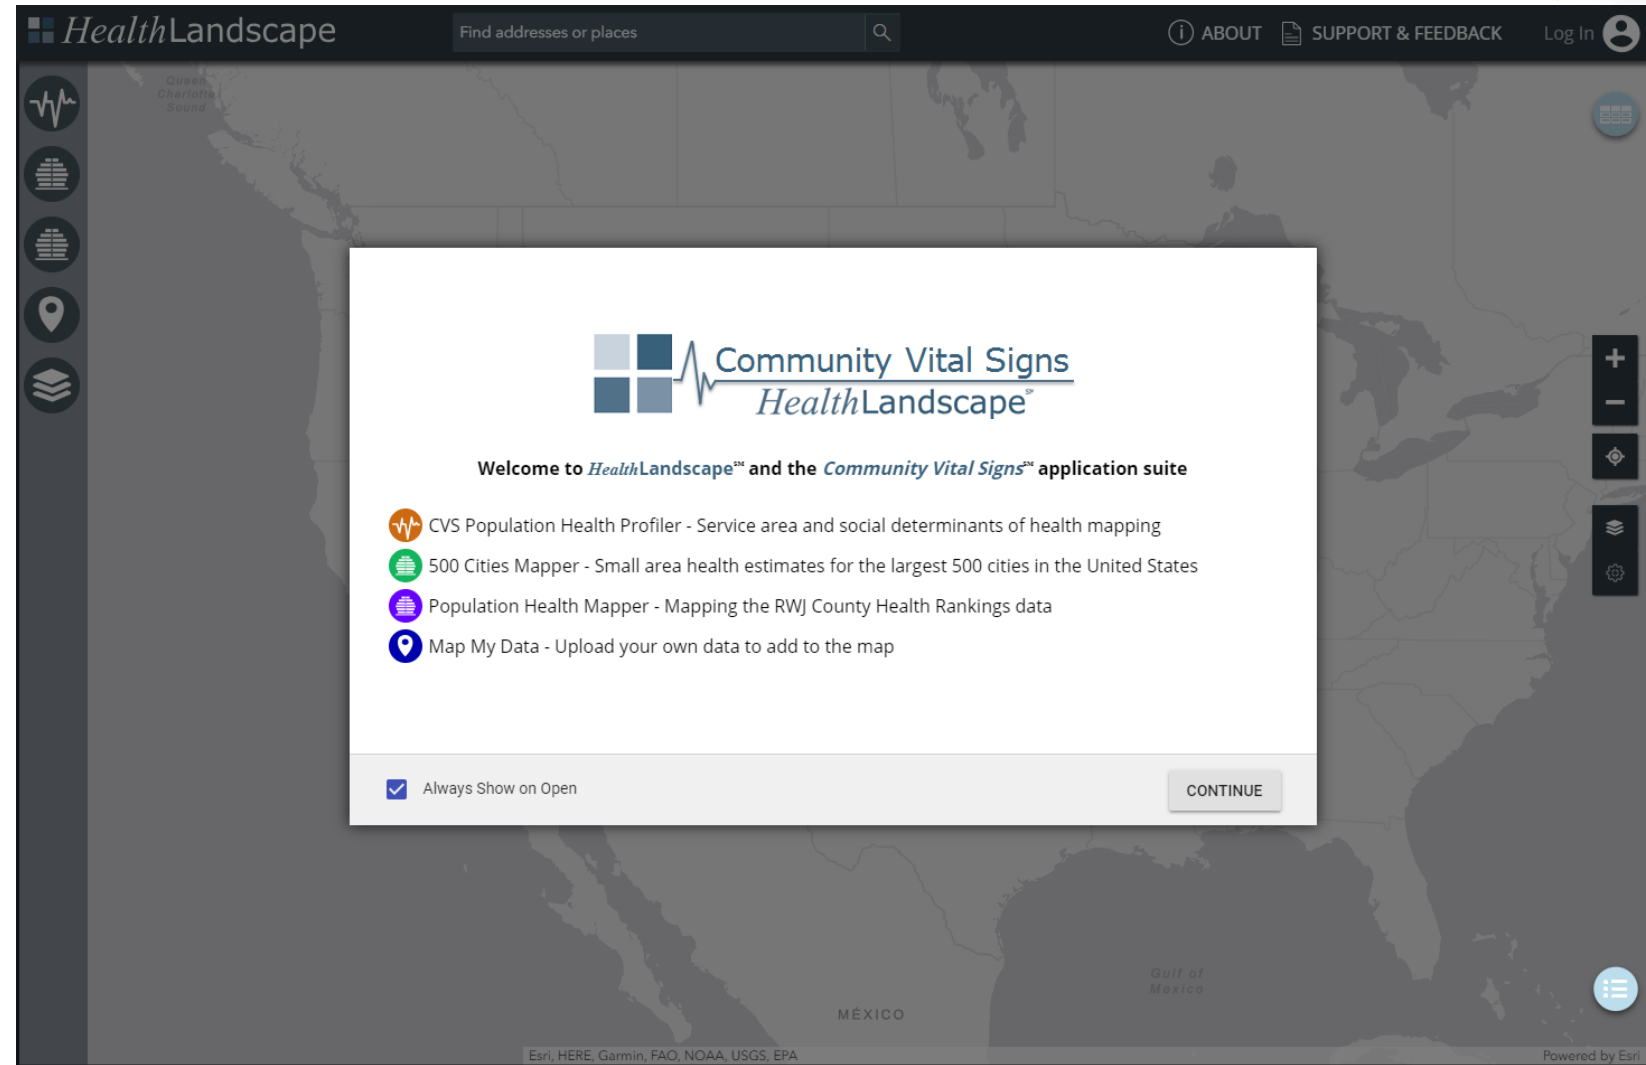 HealthLandscape
Find addresses or places
ABOUT
SUPPORT & FEEDBACK
Log In
Queen
Charlotte
Sound
Community Vital Signs
HealthLandscape℠
Welcome to HealthLandscape℠ and the Community Vital Signs℠ application suite
CVS Population Health Profiler - Service area and social determinants of health mapping
500 Cities Mapper - Small area health estimates for the largest 500 cities in the United States
Population Health Mapper - Mapping the RWJ County Health Rankings data
Map My Data - Upload your own data to add to the map
Always Show on Open
CONTINUE
Gulf of
Mexico
MÉXICO
Esri, HERE, Garmin, FAO, NOAA, USGS, EPA
Powered by Esri